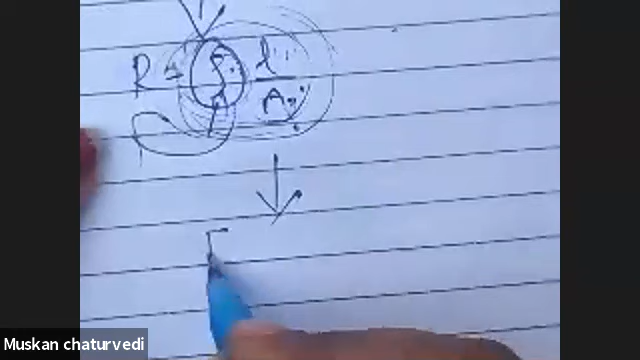 R = ρ l
A
Muskan chaturvedi